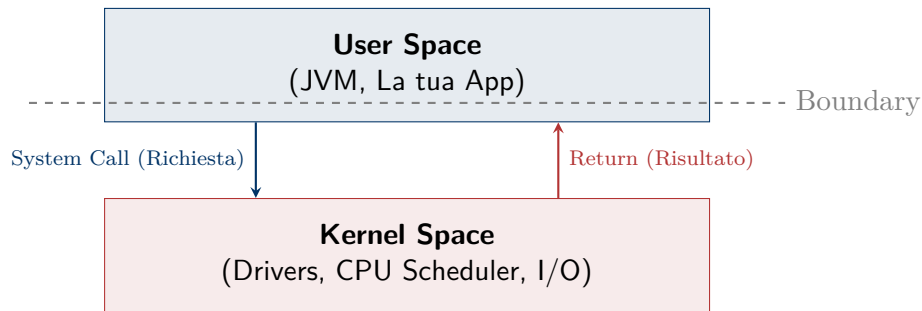 User Space
(JVM, La tua App)
Boundary
System Call (Richiesta)
Return (Risultato)
Kernel Space
(Drivers, CPU Scheduler, I/O)